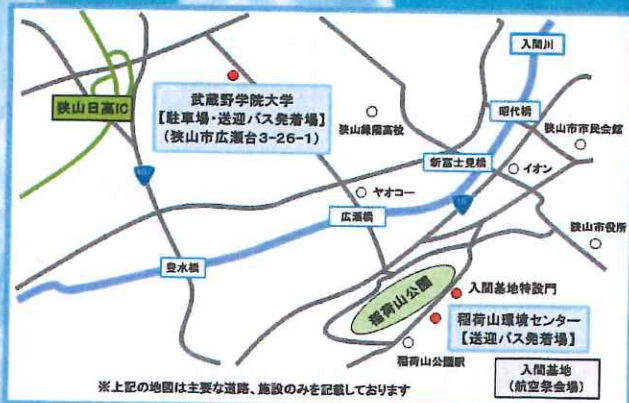 入間川
狭山日高IC
武蔵野学院大学
【駐車場・送迎バス発着場】
(狭山市広瀬台3-26-1)
狭山緑陽高校
昭代橋
狭山市市民会館
新富士見橋
イオン
407
ヤオコー
16
広瀬橋
狭山市役所
豊水橋
稲荷山公園
入間基地特設門
稲荷山環境センター
【送迎バス発着場】
稲荷山公園駅
入間基地
(航空祭会場)
※上記の地図は主要な道路、施設のみを記載しております